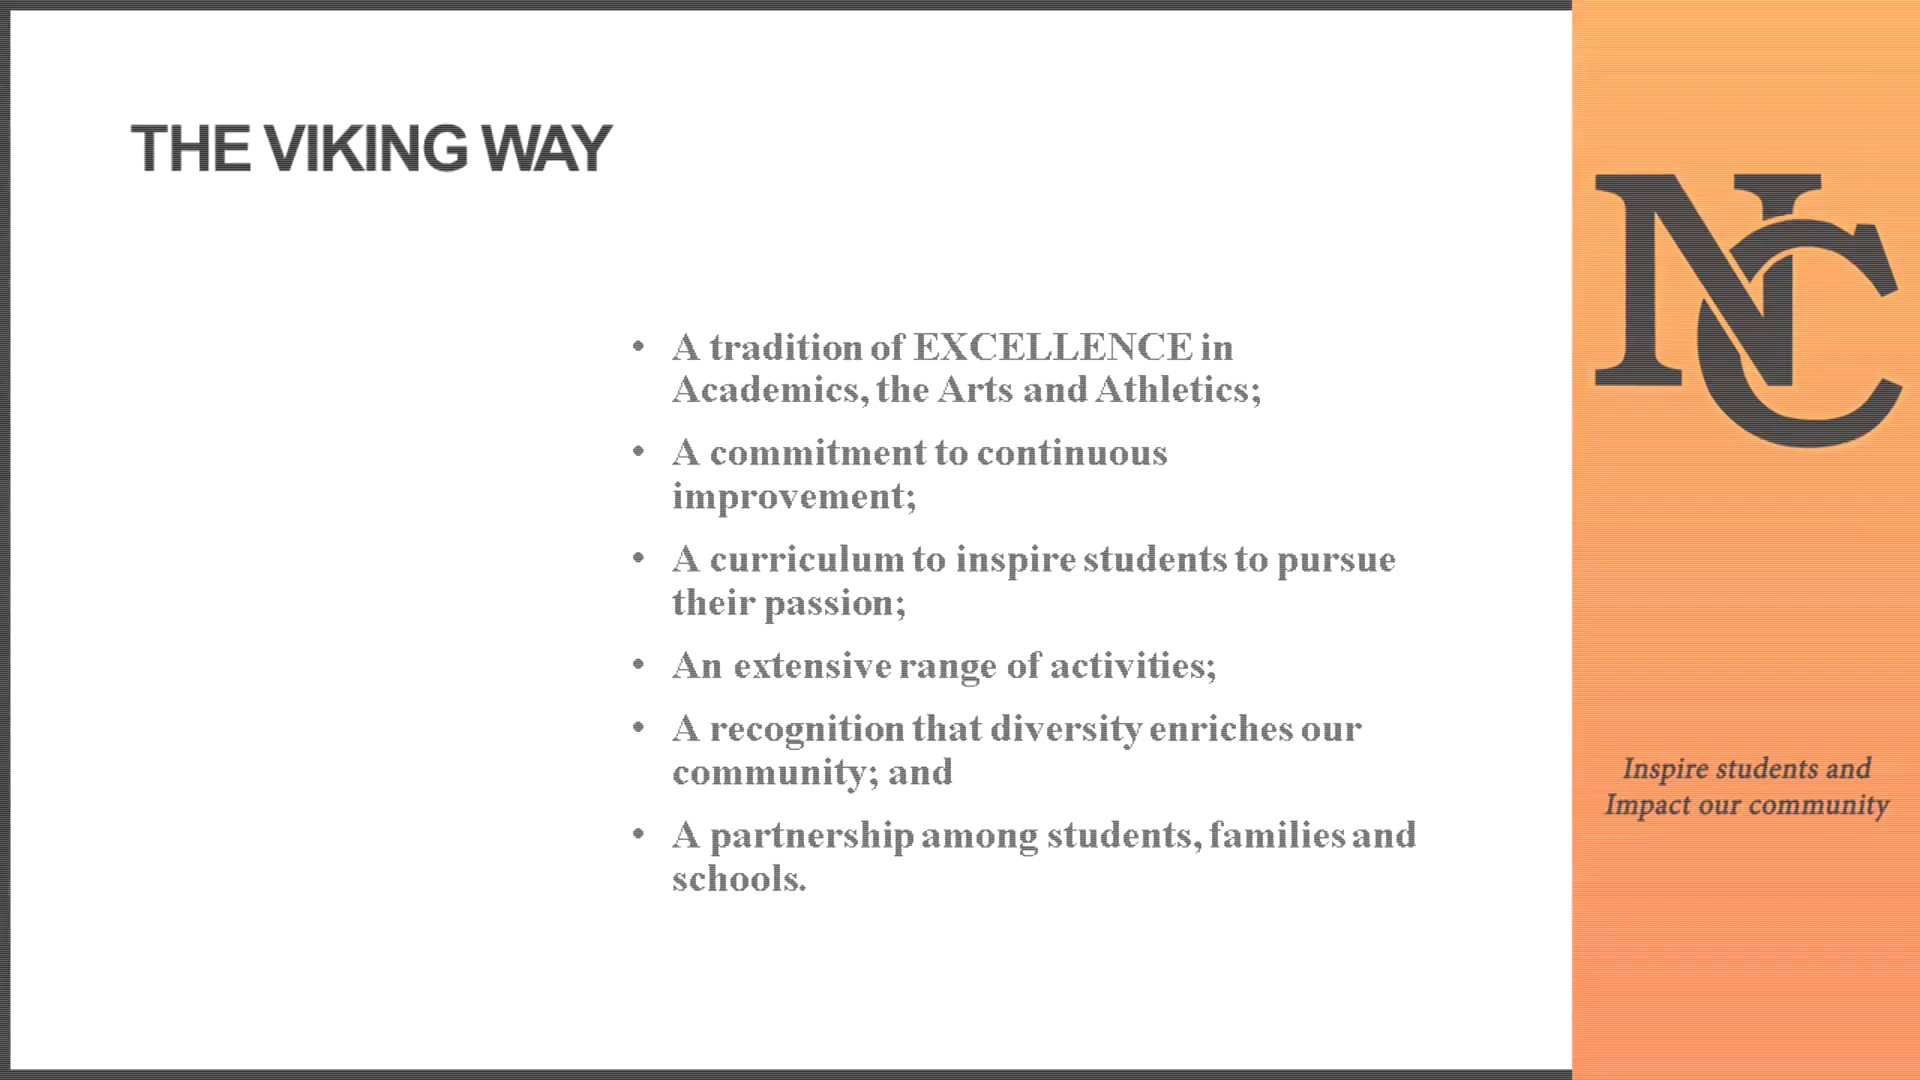 THE VIKING WAY
• A tradition of EXCELLENCE in
Academics, the Arts and Athletics;
• A commitment to continuous
improvement;
• A curriculum to inspire students to pursue
their passion;
• An extensive range of activities;
• A recognition that diversity enriches our
community; and
• A partnership among students, families and
schools.
NC
Inspire students and
Impact our community